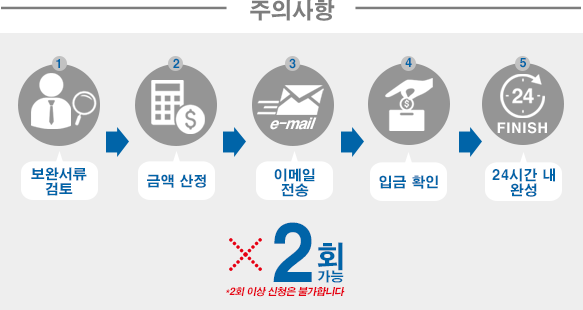 주의사항
1
2
3
4
5
$
e-mail
$
24
FINISH
보완서류
검토
금액 산정
이메일
전송
입금 확인
24시간 내
완성
2회
가능
*2회 이상 신청은 불가합니다